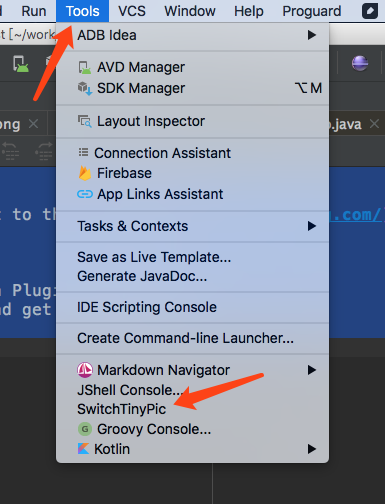 Run Tools VCS Window Help Proguard
t [~/work
ADB Idea
AVD Manager
SDK Manager ⌥M
ong .java
Layout Inspector
Connection Assistant
Firebase
App Links Assistant
t to th g.com/
Tasks & Contexts
Save as Live Template...
Generate JavaDoc...
n Plugi
nd get
IDE Scripting Console
Create Command-line Launcher...
Markdown Navigator
JShell Console...
SwitchTinyPic
Groovy Console...
Kotlin